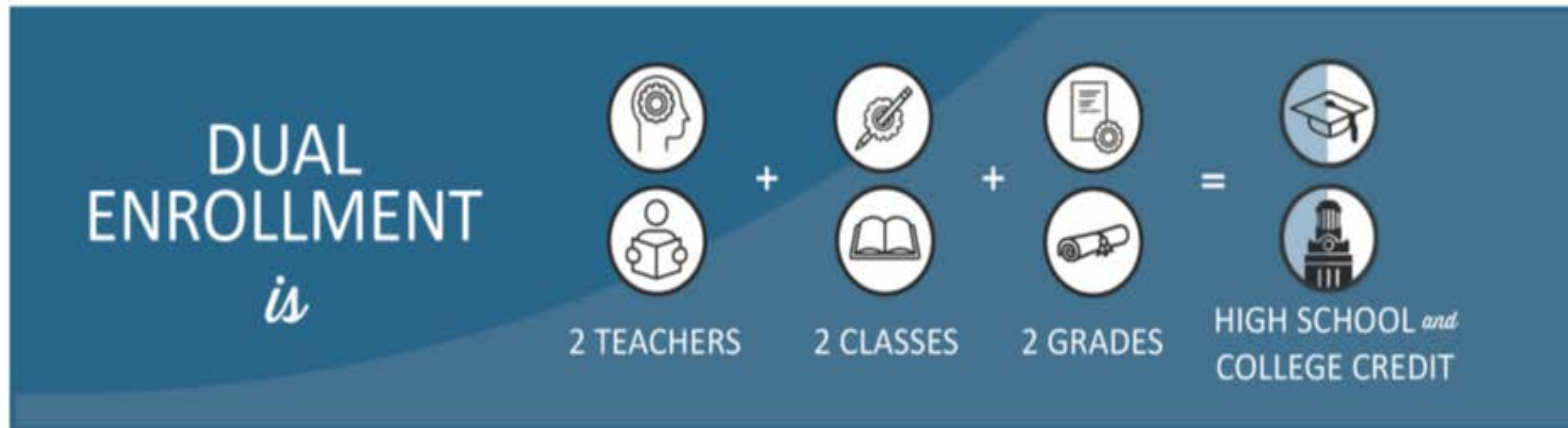 DUAL
ENROLLMENT
is
+
+
=
2 TEACHERS
2 CLASSES
2 GRADES
HIGH SCHOOL and
COLLEGE CREDIT